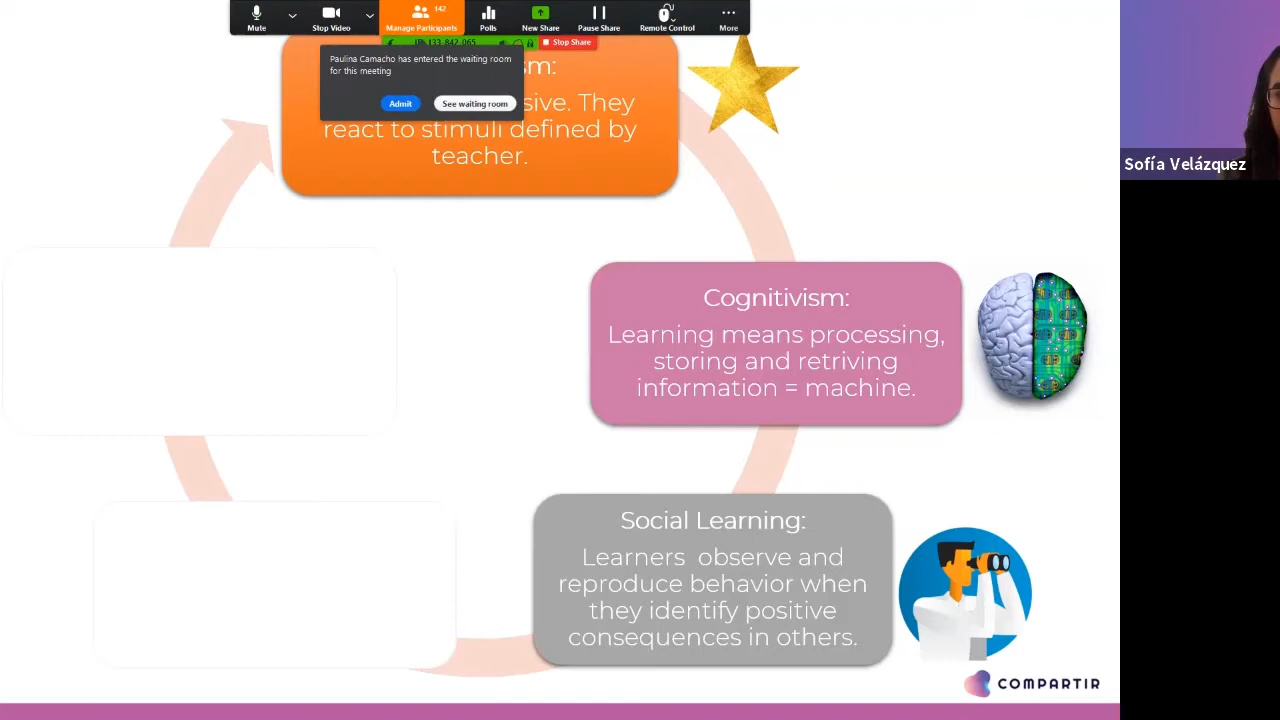 142
Mute
Stop Video
Manage Participants
Polls
New Share
Pause Share
Remote Control
More
Stop Share
Paulina Camacho has entered the waiting room
for this meeting
Admit
See waiting room
sm:
sive. They
react to stimuli defined by
teacher.
Sofía Velázquez
Cognitivism:
Learning means processing,
storing and retriving
information = machine.
Social Learning:
Learners observe and
reproduce behavior when
they identify positive
consequences in others.
COMPARTIR